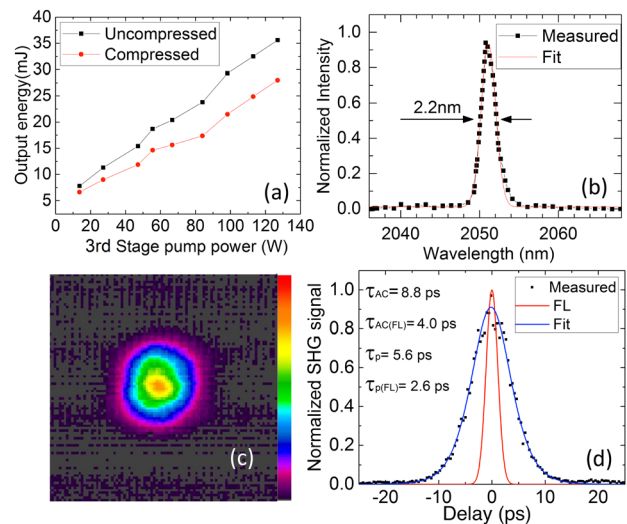 40
35
30
25
20
15
10
5
Output energy(mJ)
Uncompressed
Compressed
(a)
0 20 40 60 80 100 120 140
3rd Stage pump power (W)
1.0
0.8
0.6
0.4
0.2
0.0
Normalized Intensity
Measured
Fit
2.2nm
(b)
2040 2050 2060
Wavelength (nm)
(c)
1.0
0.8
0.6
0.4
0.2
0.0
Normalized SHG signal
τAC= 8.8 ps
τAC(FL)= 4.0 ps
τp= 5.6 ps
τp(FL)= 2.6 ps
Measured
FL
Fit
(d)
-20 -10 0 10 20
Delay (ps)